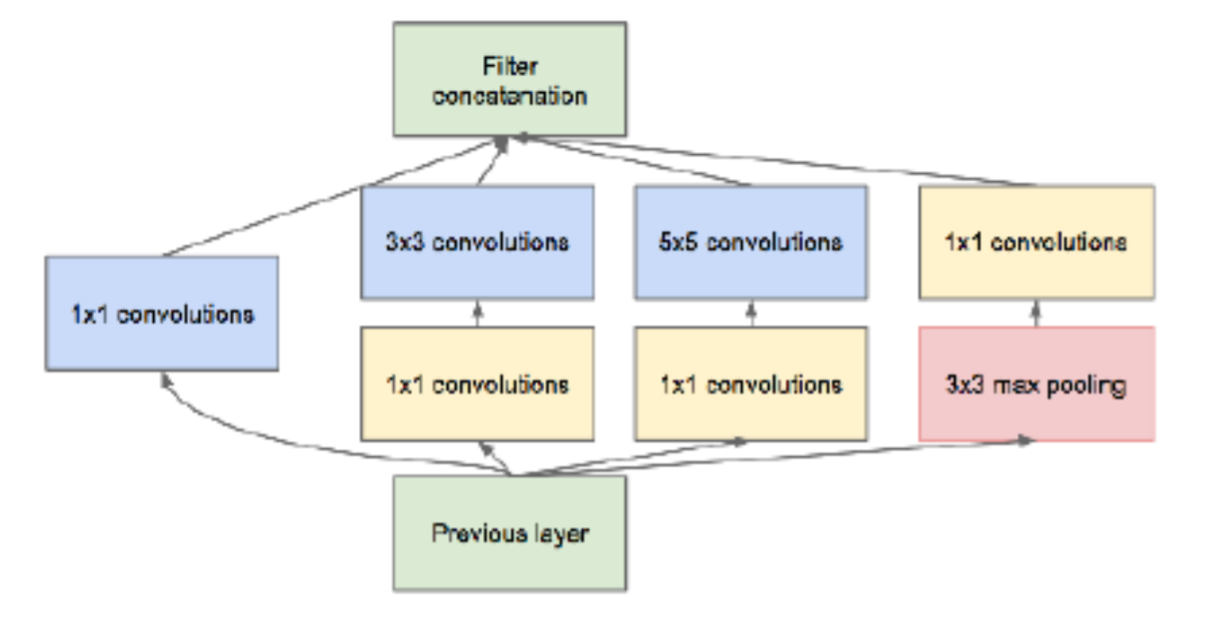 Filter
concatenation
3x3 convolutions
5x5 convolutions
1x1 convolutions
1x1 convolutions
1x1 convolutions
1x1 convolutions
3x3 max pooling
Previous layer